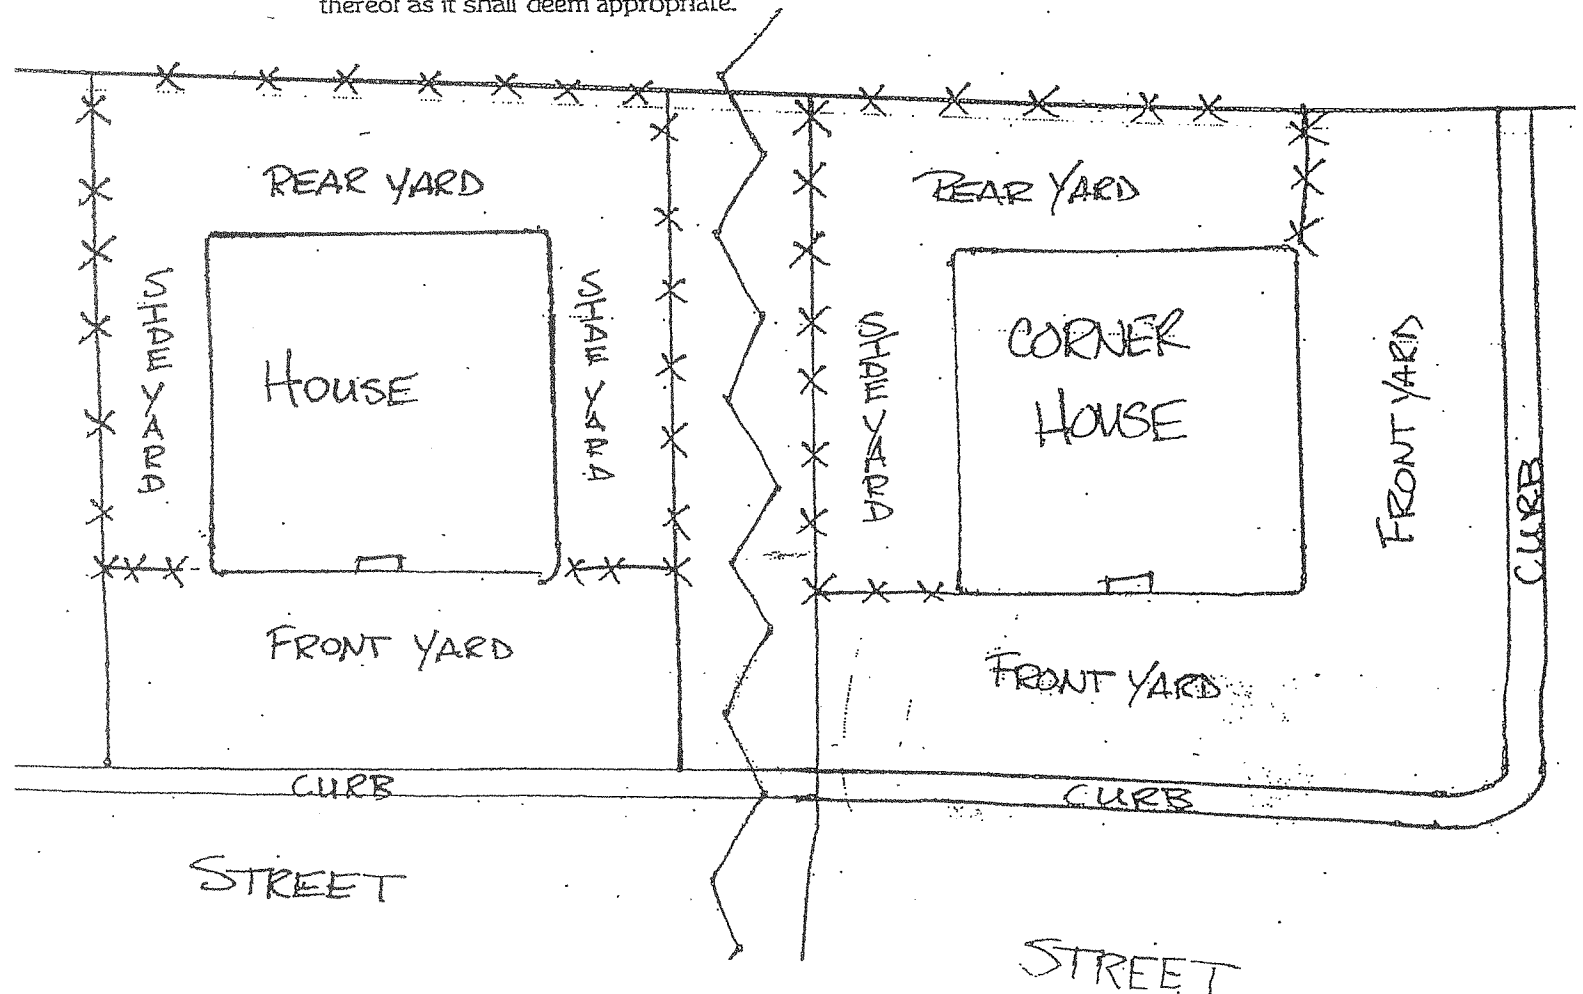 thereof as it shall deem appropriate.
REAR YARD
SIDE YARD
HOUSE
SIDE YARD
FRONT YARD
CURB
STREET
REAR YARD
SIDE YARD
CORNER
HOUSE
FRONT YARD
CURB
FRONT YARD
CURB
STREET